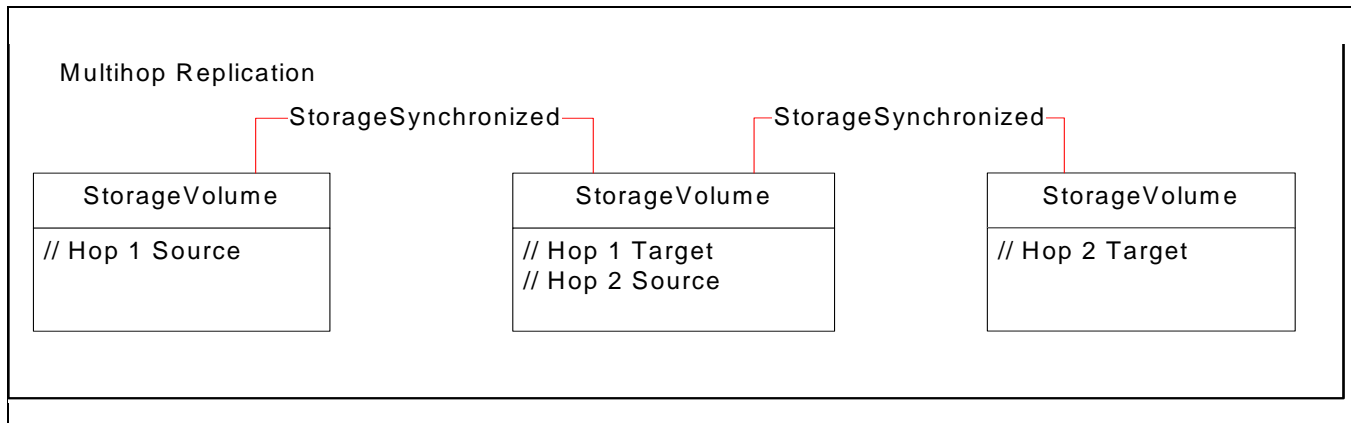 Multihop Replication
StorageSynchronized
StorageSynchronized
StorageVolume
// Hop 1 Source
StorageVolume
// Hop 1 Target
// Hop 2 Source
StorageVolume
// Hop 2 Target